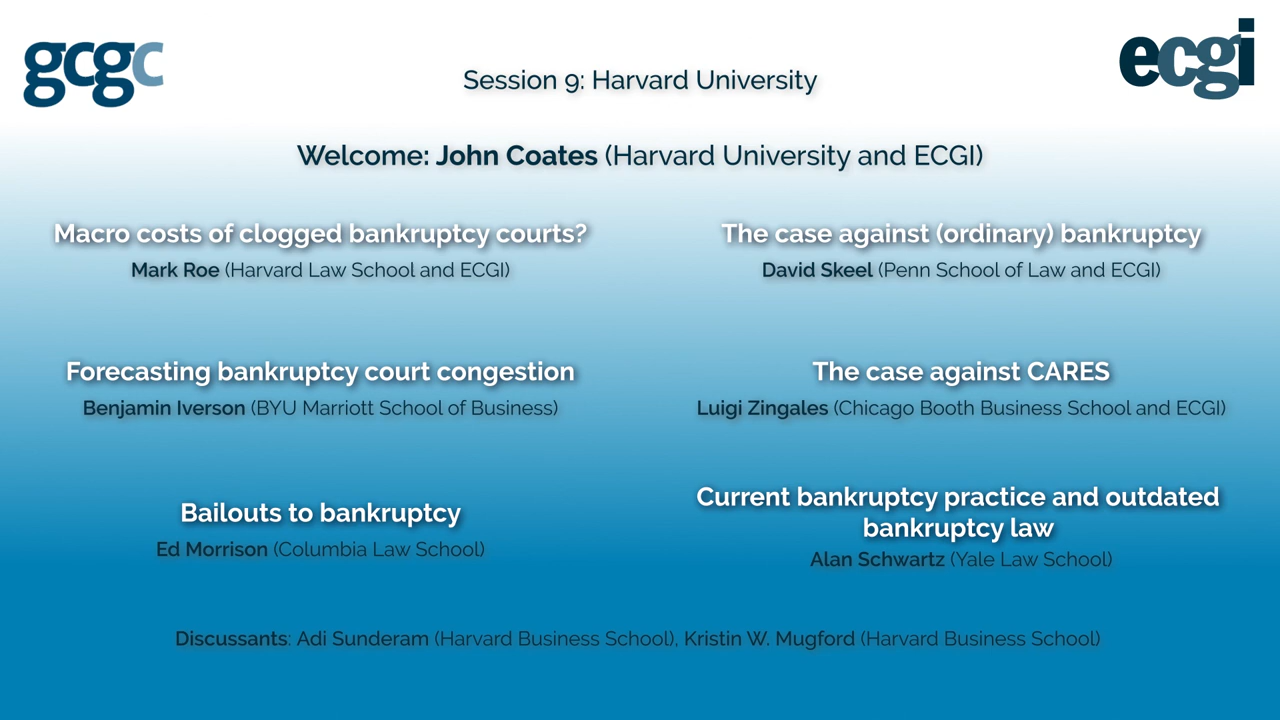 gcgc
ecgi
Session 9: Harvard University
Welcome: John Coates (Harvard University and ECGI)
Macro costs of clogged bankruptcy courts?
Mark Roe (Harvard Law School and ECGI)
The case against (ordinary) bankruptcy
David Skeel (Penn School of Law and ECGI)
Forecasting bankruptcy court congestion
Benjamin Iverson (BYU Marriott School of Business)
The case against CARES
Luigi Zingales (Chicago Booth Business School and ECGI)
Bailouts to bankruptcy
Ed Morrison (Columbia Law School)
Current bankruptcy practice and outdated
bankruptcy law
Alan Schwartz (Yale Law School)
Discussants: Adi Sunderam (Harvard Business School), Kristin W. Mugford (Harvard Business School)